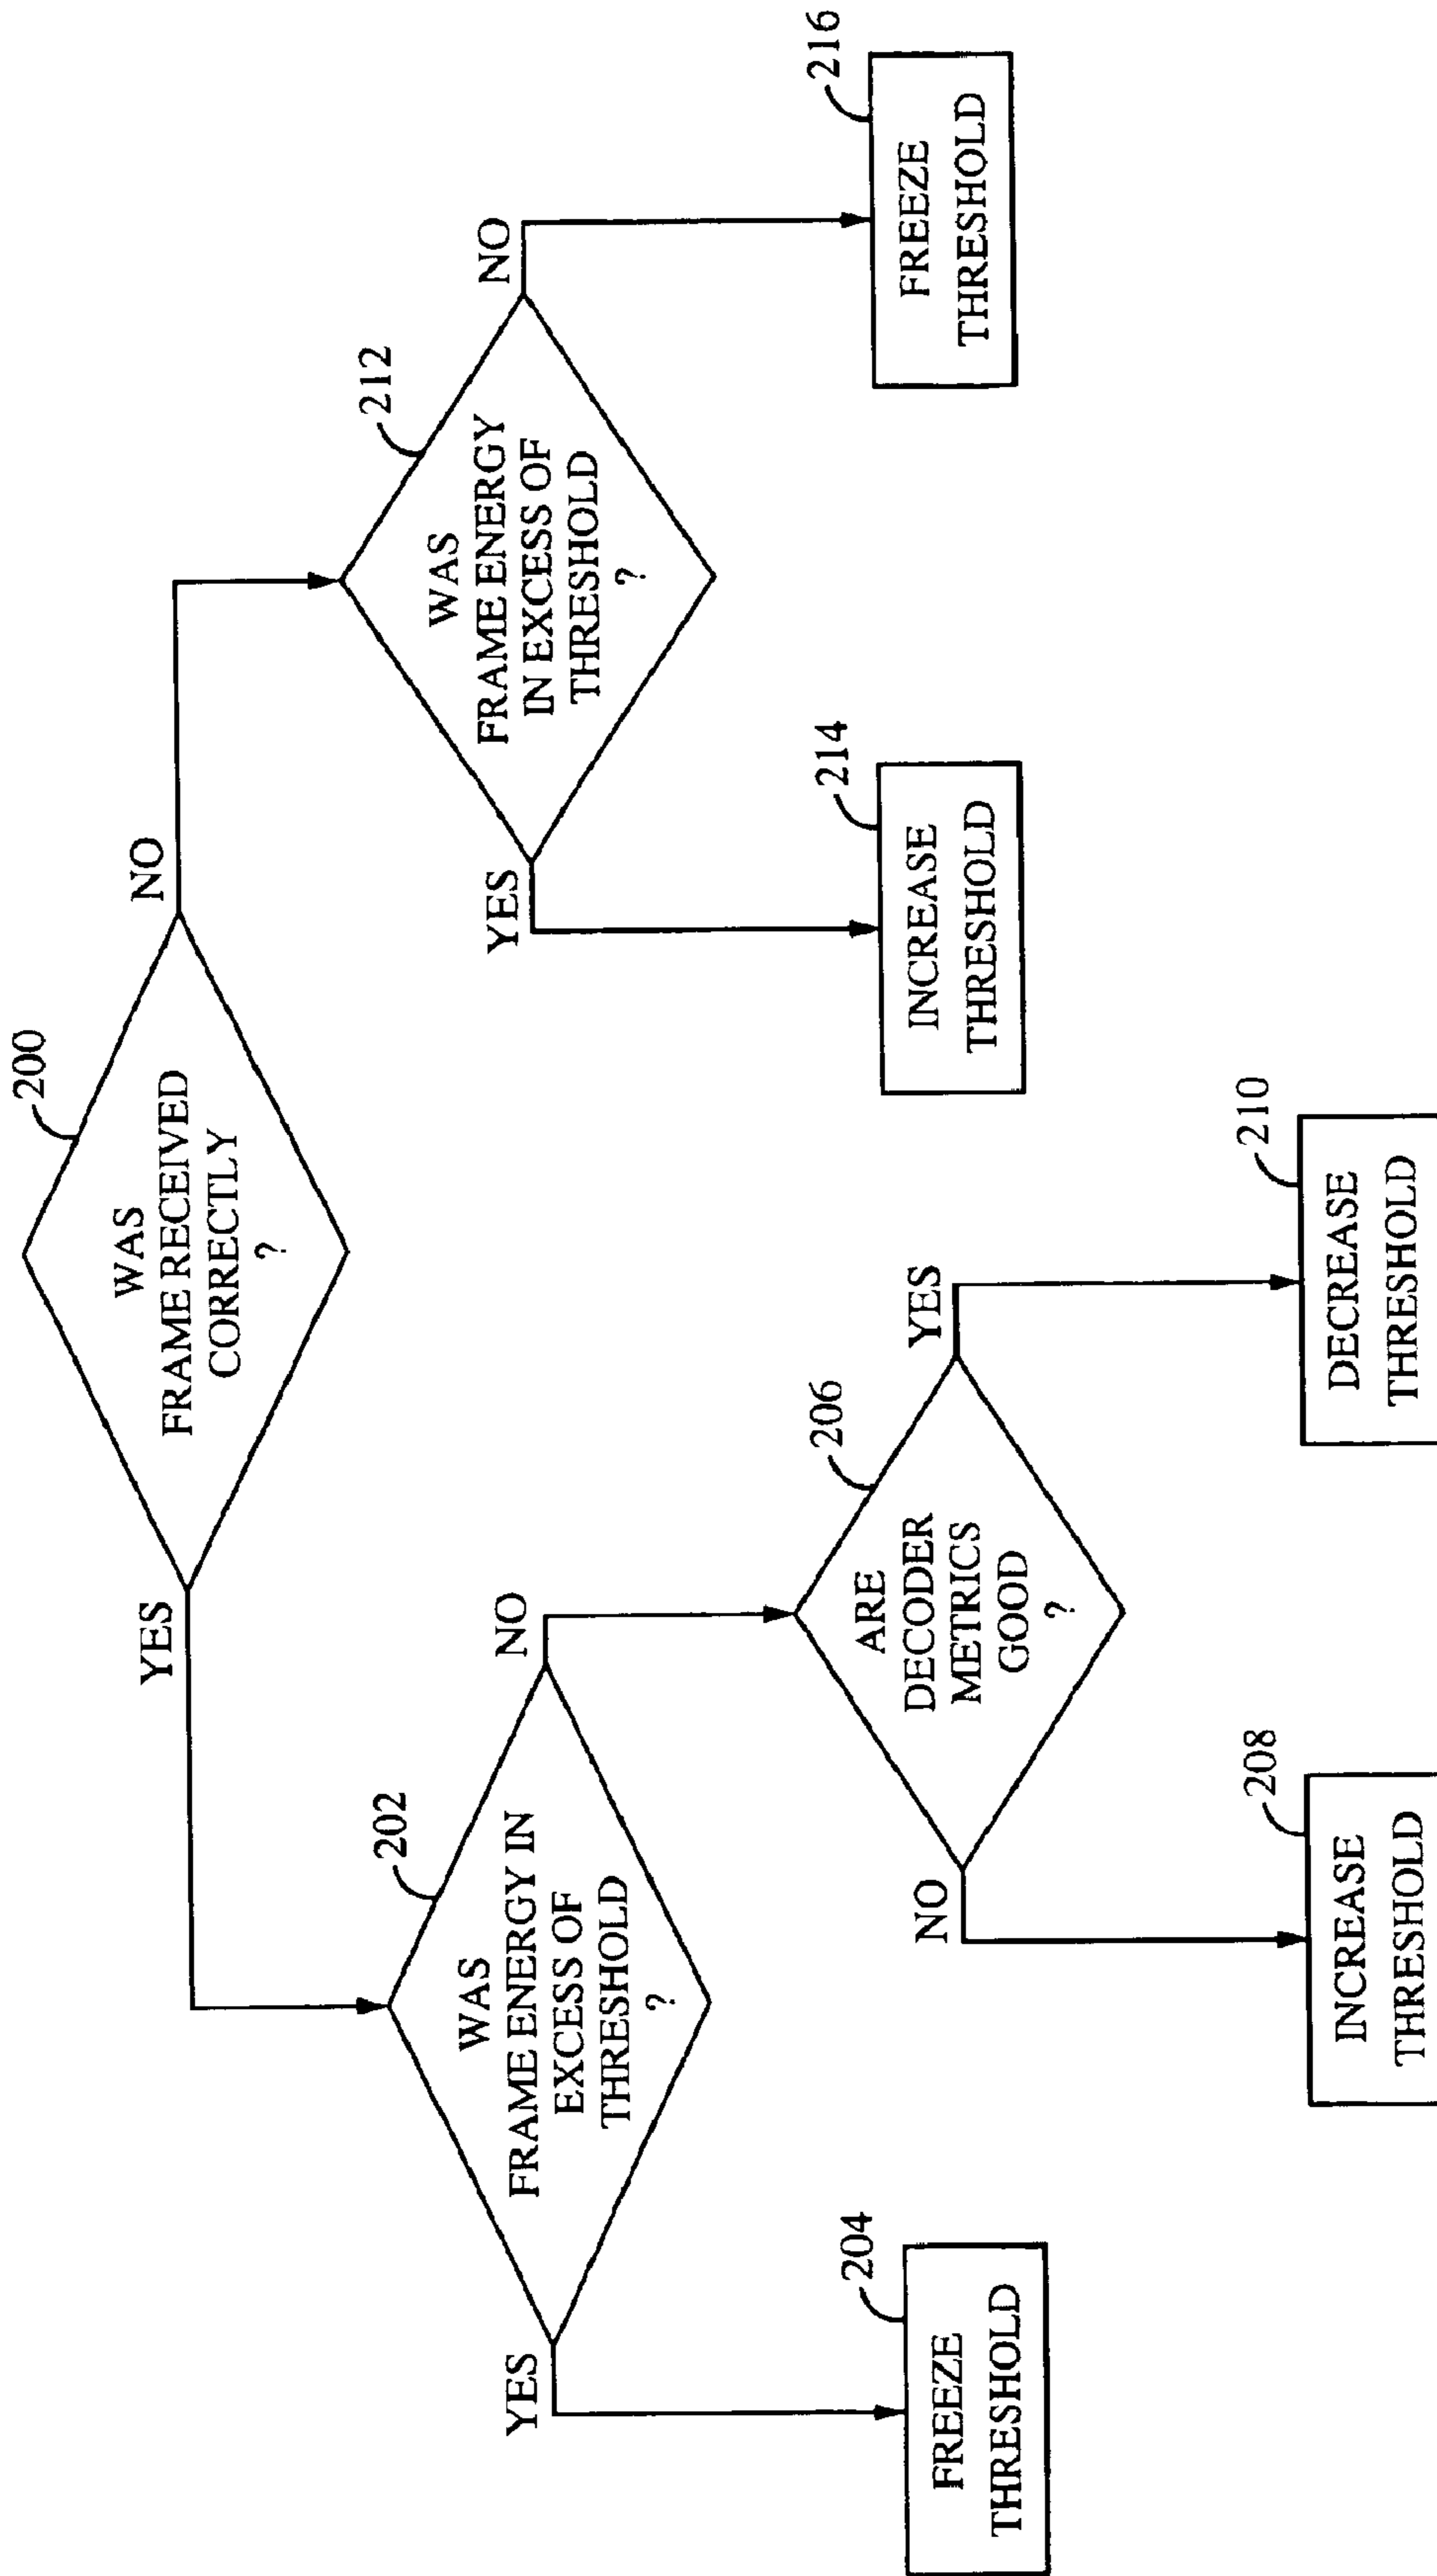 200
WAS
FRAME RECEIVED
CORRECTLY
?
YES
NO
202
WAS
FRAME ENERGY IN
EXCESS OF
THRESHOLD
?
YES
NO
204
FREEZE
THRESHOLD
206
ARE
DECODER
METRICS
GOOD
?
NO
YES
208
INCREASE
THRESHOLD
210
DECREASE
THRESHOLD
212
WAS
FRAME ENERGY
IN EXCESS OF
THRESHOLD
?
YES
NO
214
INCREASE
THRESHOLD
216
FREEZE
THRESHOLD